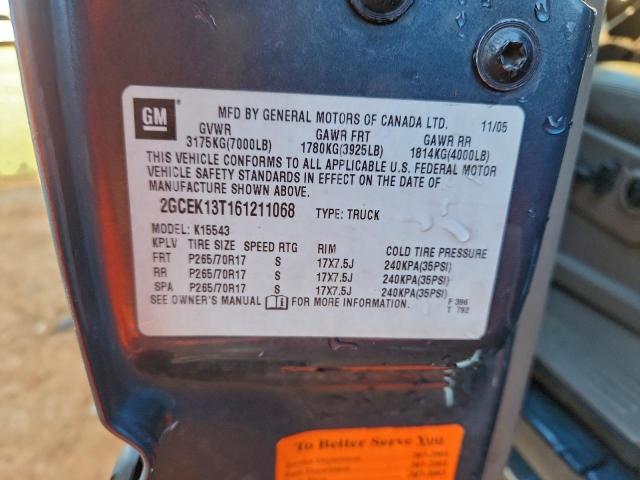 GM
MFD BY GENERAL MOTORS OF CANADA LTD. 11/05
GVWR GAWR FRT GAWR RR
3175KG(7000LB) 1780KG(3925LB) 1814KG(4000LB)
THIS VEHICLE CONFORMS TO ALL APPLICABLE U.S. FEDERAL MOTOR
VEHICLE SAFETY STANDARDS IN EFFECT ON THE DATE OF
MANUFACTURE SHOWN ABOVE.
2GCEK13T161211068 TYPE: TRUCK
MODEL: K15543
KPLV TIRE SIZE SPEED RTG RIM COLD TIRE PRESSURE
FRT P265/70R17 S 17X7.5J 240KPA(35PSI)
RR P265/70R17 S 17X7.5J 240KPA(35PSI)
SPA P265/70R17 S 17X7.5J 240KPA(35PSI)
SEE OWNER'S MANUAL FOR MORE INFORMATION. F 396
T 792
To Better Serve You